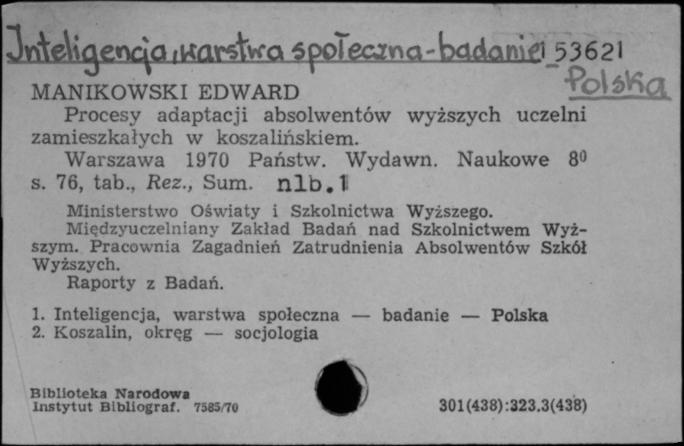 Inteligencja, warstwa społeczna - badanie 153621
Polska
MANIKOWSKI EDWARD
Procesy adaptacji absolwentów wyższych uczelni
zamieszkałych w koszalińskiem.
Warszawa 1970 Państw. Wydawn. Naukowe 8⁰
s. 76, tab., Rez., Sum. nlb. 1
Ministerstwo Oświaty i Szkolnictwa Wyższego.
Międzyuczelniany Zakład Badań nad Szkolnictwem Wyż-
szym. Pracownia Zagadnień Zatrudnienia Absolwentów Szkół
Wyższych.
Raporty z Badań.
1. Inteligencja, warstwa społeczna — badanie — Polska
2. Koszalin, okręg — socjologia
Biblioteka Narodowa
Instytut Bibliograf. 7585/70 301(438):323.3(438)